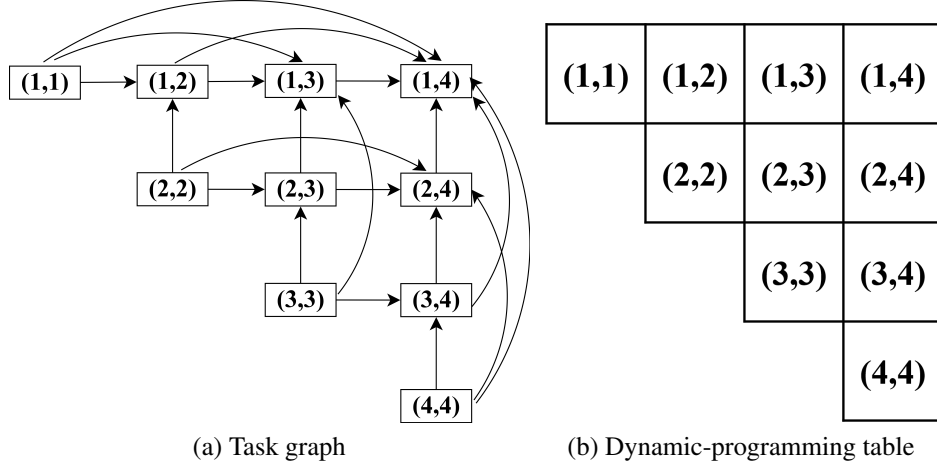 (1,1) (1,2) (1,3) (1,4)
(2,2) (2,3) (2,4)
(3,3) (3,4)
(4,4)
(a) Task graph
(1,1) (1,2) (1,3) (1,4)
(2,2) (2,3) (2,4)
(3,3) (3,4)
(4,4)
(b) Dynamic-programming table